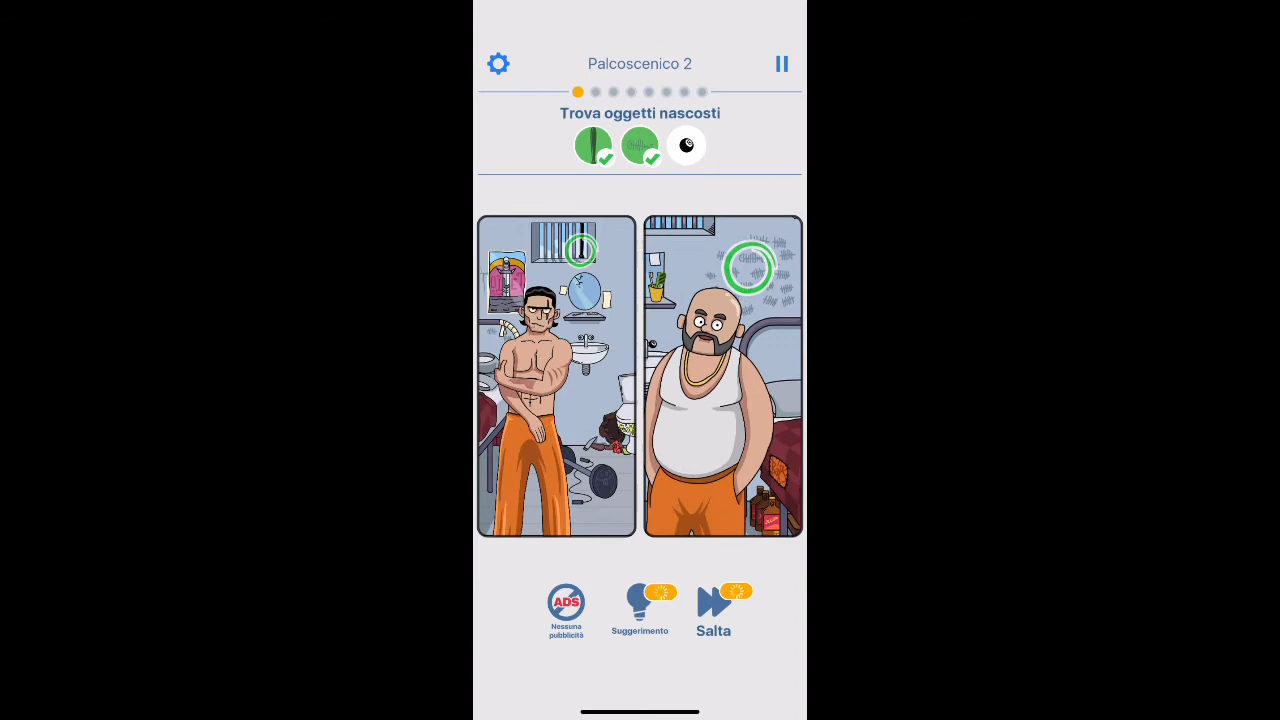 Palcoscenico 2
Trova oggetti nascosti
ADS
Nessuna
pubblicità
Suggerimento
Salta